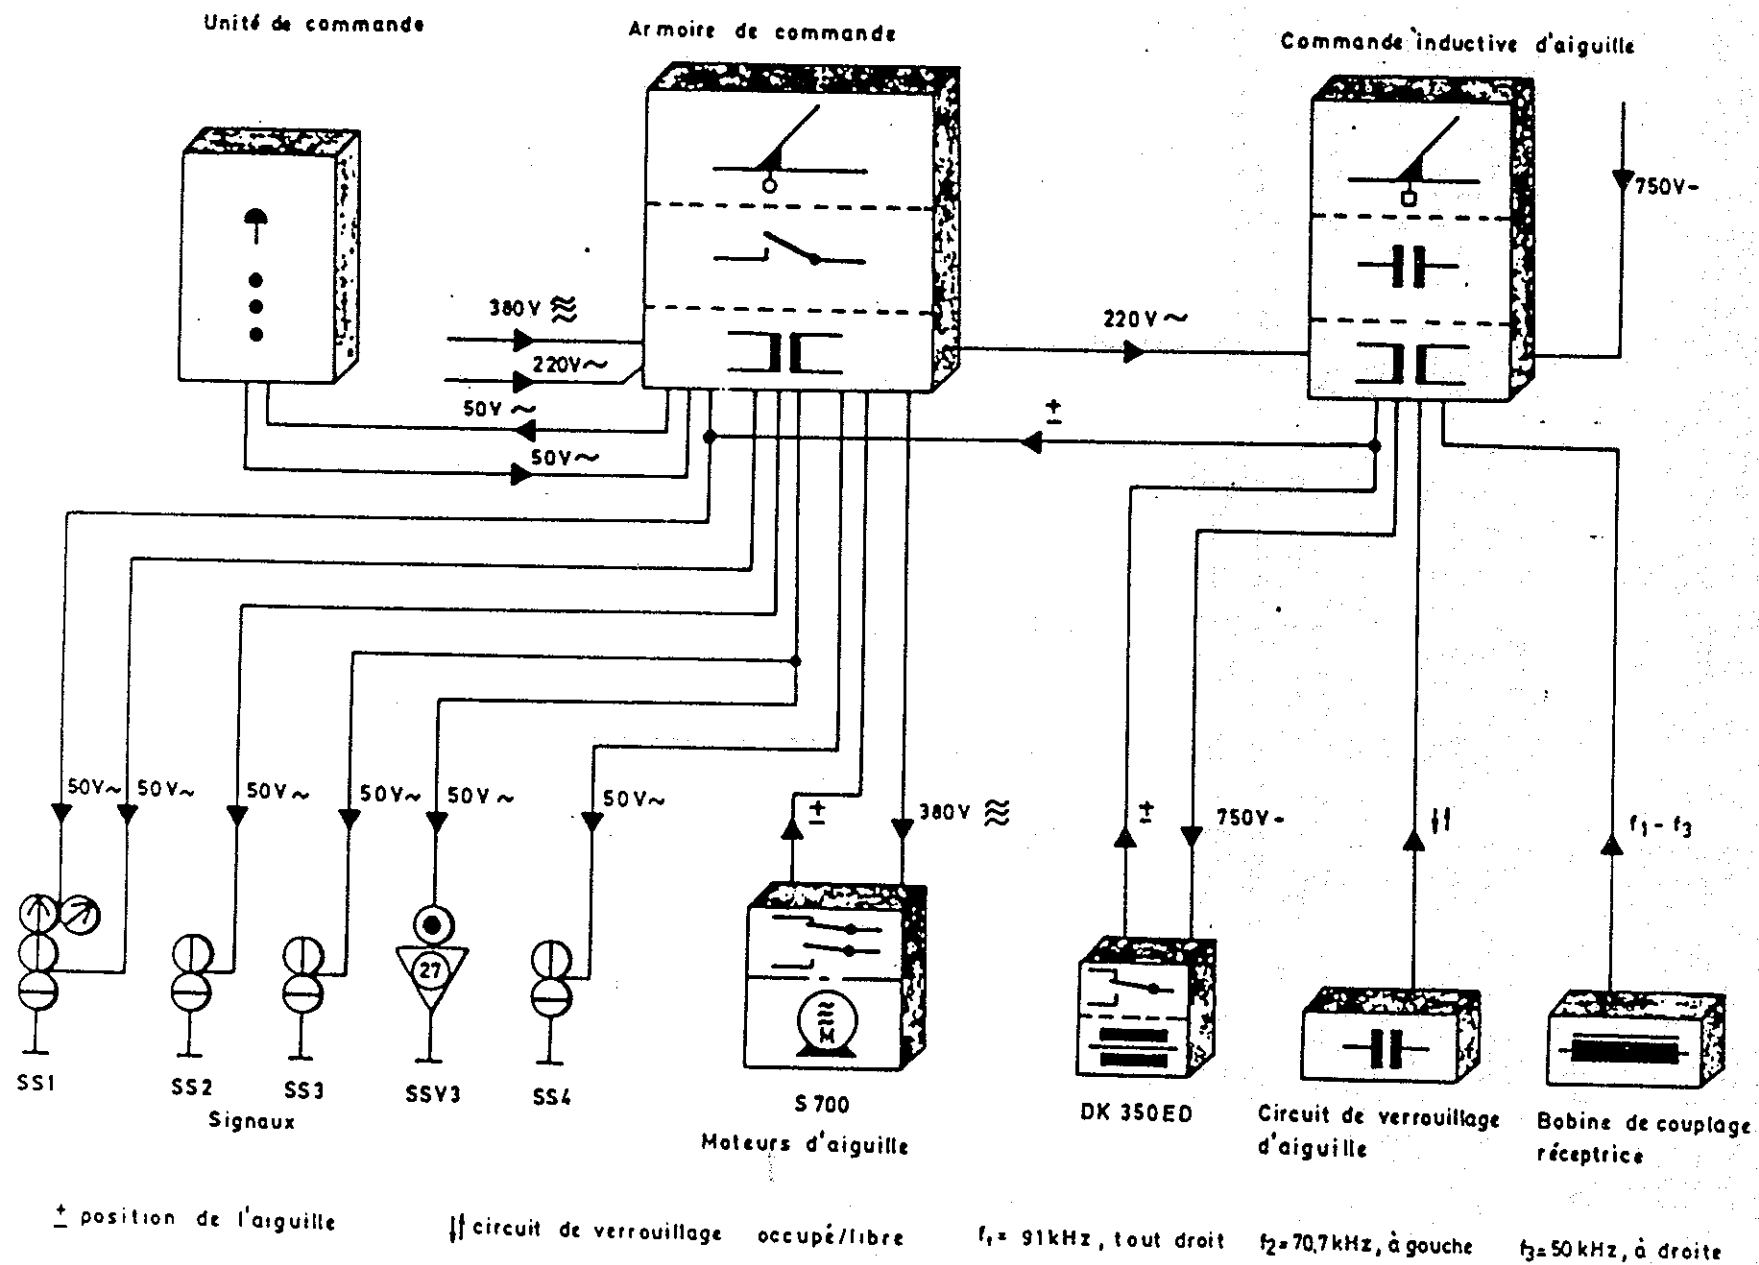 Unité de commande
Armoire de commande
Commande inductive d'aiguille
750V-
380V ≋
220V~
220V~
50V~
±
50V~
50V~
50V~
50V~
50V~
50V~
50V~
±
380V ≋
±
750V-
↓↑
f1 - f3
27
SS1
SS2
SS3
SSV3
SS4
Signaux
S 700
Moteurs d'aiguille
DK 350ED
Circuit de verrouillage
d'aiguille
Bobine de couplage
réceptrice
± position de l'aiguille
↓↑ circuit de verrouillage occupé/libre
f1= 91kHz, tout droit
f2=70,7kHz, à gauche
f3=50kHz, à droite